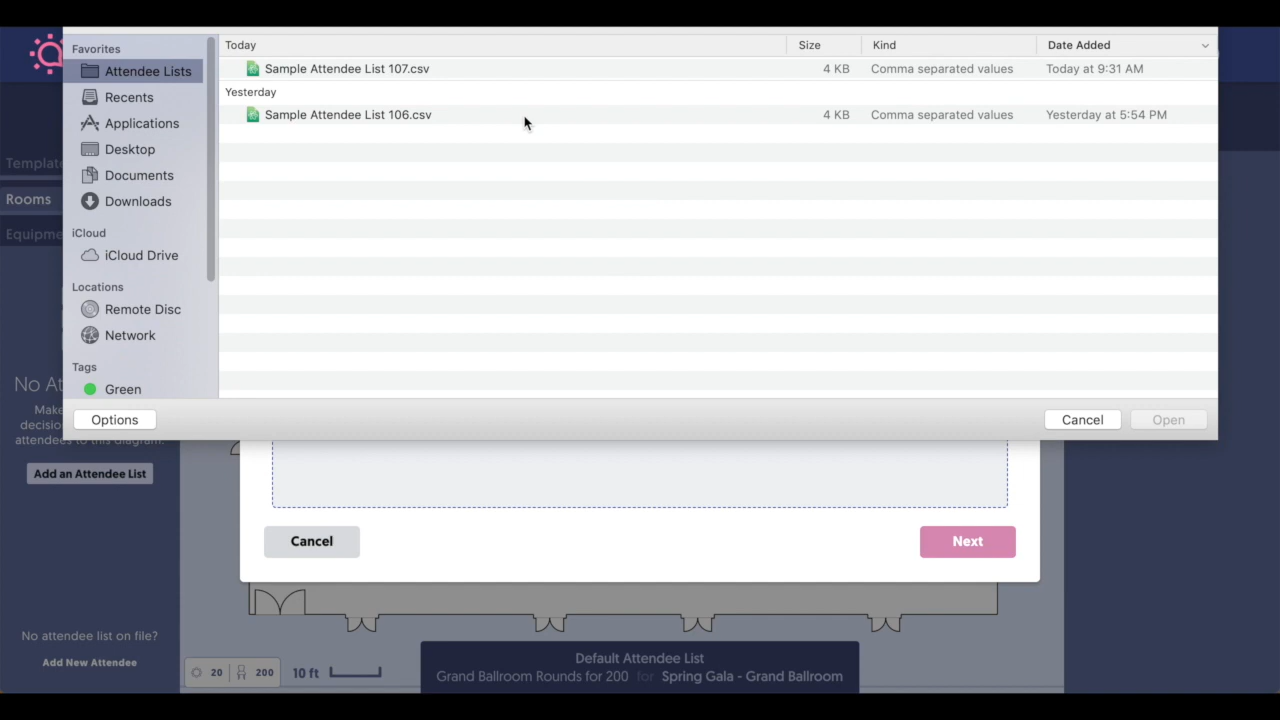 Favorites
Attendee Lists
Recents
Applications
Desktop
Documents
Downloads
iCloud
iCloud Drive
Locations
Remote Disc
Network
Tags
Green
Today Size Kind Date Added
Sample Attendee List 107.csv 4 KB Comma separated values Today at 9:31 AM
Yesterday
Sample Attendee List 106.csv 4 KB Comma separated values Yesterday at 5:54 PM
Options Cancel Open
Rooms
No
Make
attendees to this diagram.
Add an Attendee List
Cancel Next
No attendee list on file?
Add New Attendee
20 200 10 ft
Default Attendee List
Grand Ballroom Rounds for 200 for Spring Gala - Grand Ballroom